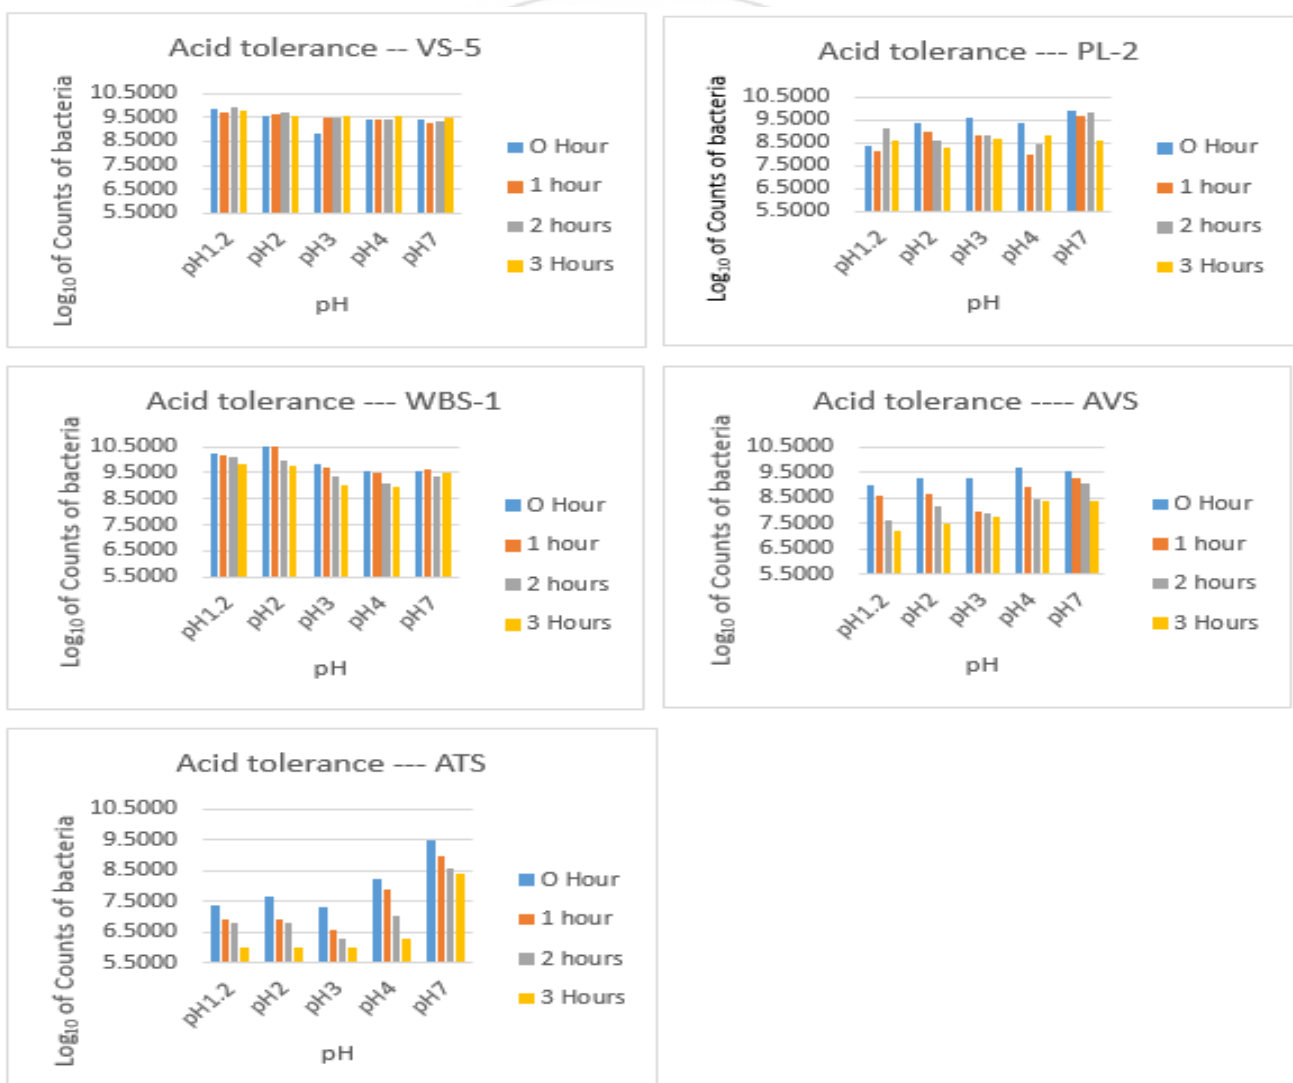 Acid tolerance -- VS-5
Log₁₀ of Counts of bacteria
10.5000
9.5000
8.5000
7.5000
6.5000
5.5000
pH1.2
pH2
pH3
pH4
pH7
pH
O Hour
1 hour
2 hours
3 Hours
Acid tolerance --- PL-2
Log₁₀ of Counts of bacteria
10.5000
9.5000
8.5000
7.5000
6.5000
5.5000
pH1.2
pH2
pH3
pH4
pH7
pH
O Hour
1 hour
2 hours
3 Hours
Acid tolerance --- WBS-1
Log₁₀ of Counts of bacteria
10.5000
9.5000
8.5000
7.5000
6.5000
5.5000
pH1.2
pH2
pH3
pH4
pH7
pH
O Hour
1 hour
2 hours
3 Hours
Acid tolerance ---- AVS
Log₁₀ of Counts of bacteria
10.5000
9.5000
8.5000
7.5000
6.5000
5.5000
pH1.2
pH2
pH3
pH4
pH7
pH
O Hour
1 hour
2 hours
3 Hours
Acid tolerance --- ATS
Log₁₀ of Counts of bacteria
10.5000
9.5000
8.5000
7.5000
6.5000
5.5000
pH1.2
pH2
pH3
pH4
pH7
pH
O Hour
1 hour
2 hours
3 Hours